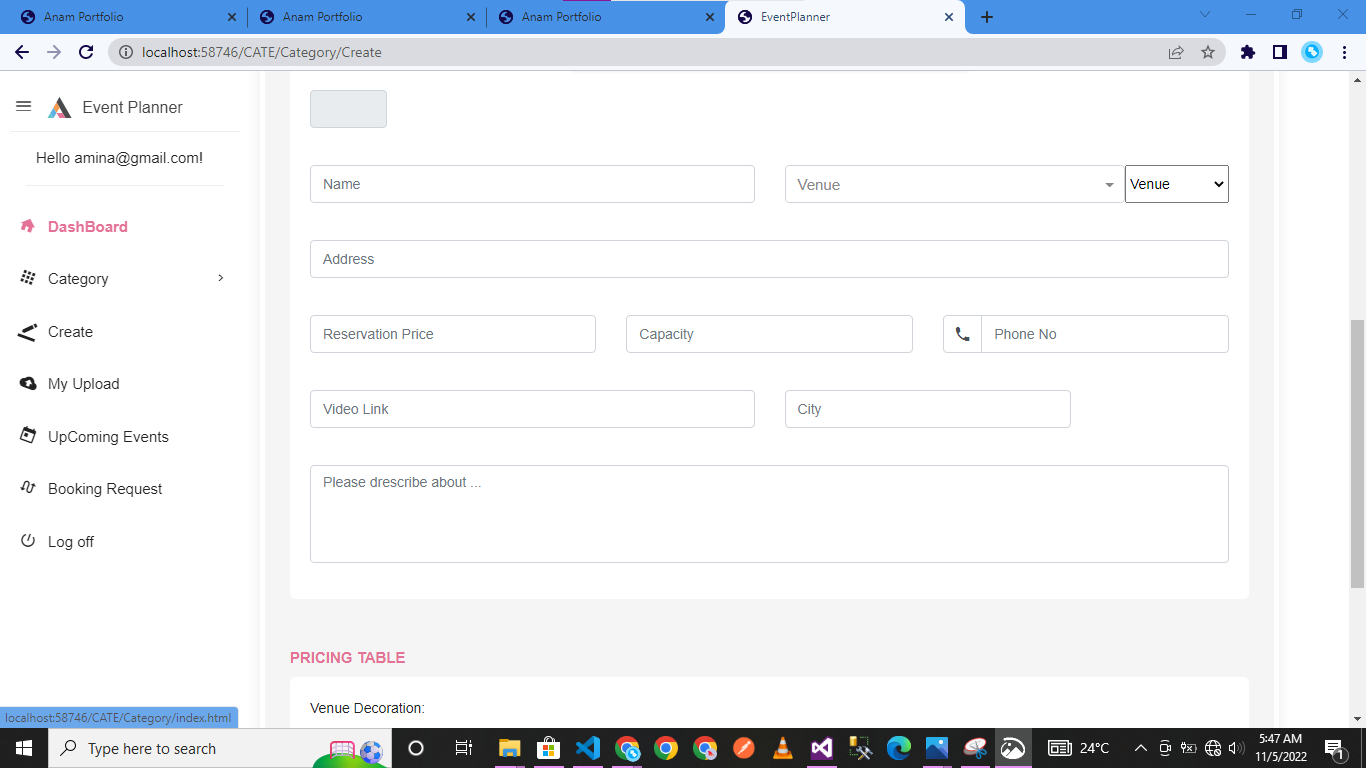 Anam Portfolio
Anam Portfolio
Anam Portfolio
EventPlanner
localhost:58746/CATE/Category/Create
Event Planner
Hello amina@gmail.com!
DashBoard
Category
Create
My Upload
UpComing Events
Booking Request
Log off
Name
Venue
Venue
Address
Reservation Price
Capacity
Phone No
Video Link
City
Please drescribe about ...
PRICING TABLE
Venue Decoration:
localhost:58746/CATE/Category/index.html
Type here to search
24°C
5:47 AM
11/5/2022
1